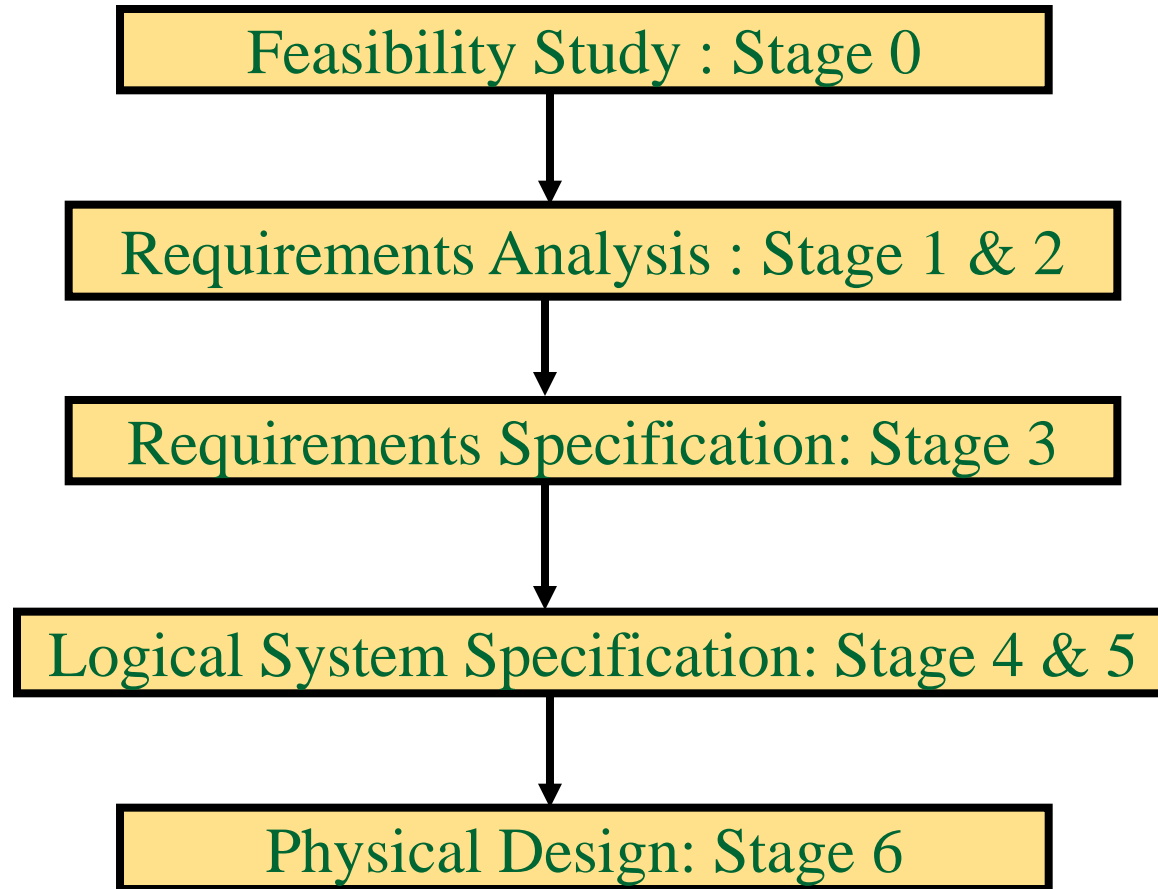 Feasibility Study : Stage 0
Requirements Analysis : Stage 1 & 2
Requirements Specification: Stage 3
Logical System Specification: Stage 4 & 5
Physical Design: Stage 6